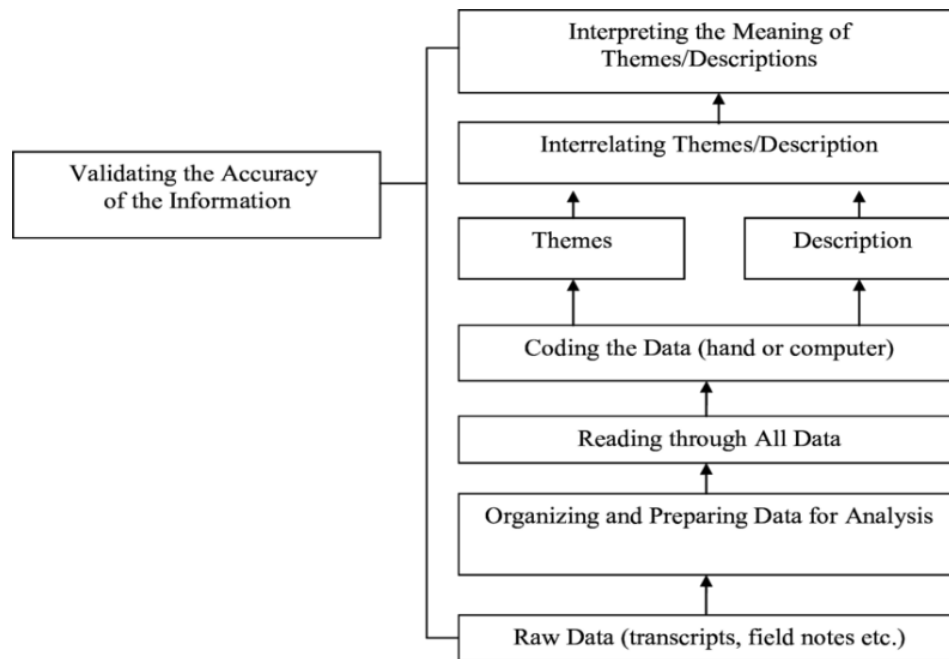 Interpreting the Meaning of
Themes/Descriptions
Interrelating Themes/Description
Validating the Accuracy
of the Information
Themes
Description
Coding the Data (hand or computer)
Reading through All Data
Organizing and Preparing Data for Analysis
Raw Data (transcripts, field notes etc.)